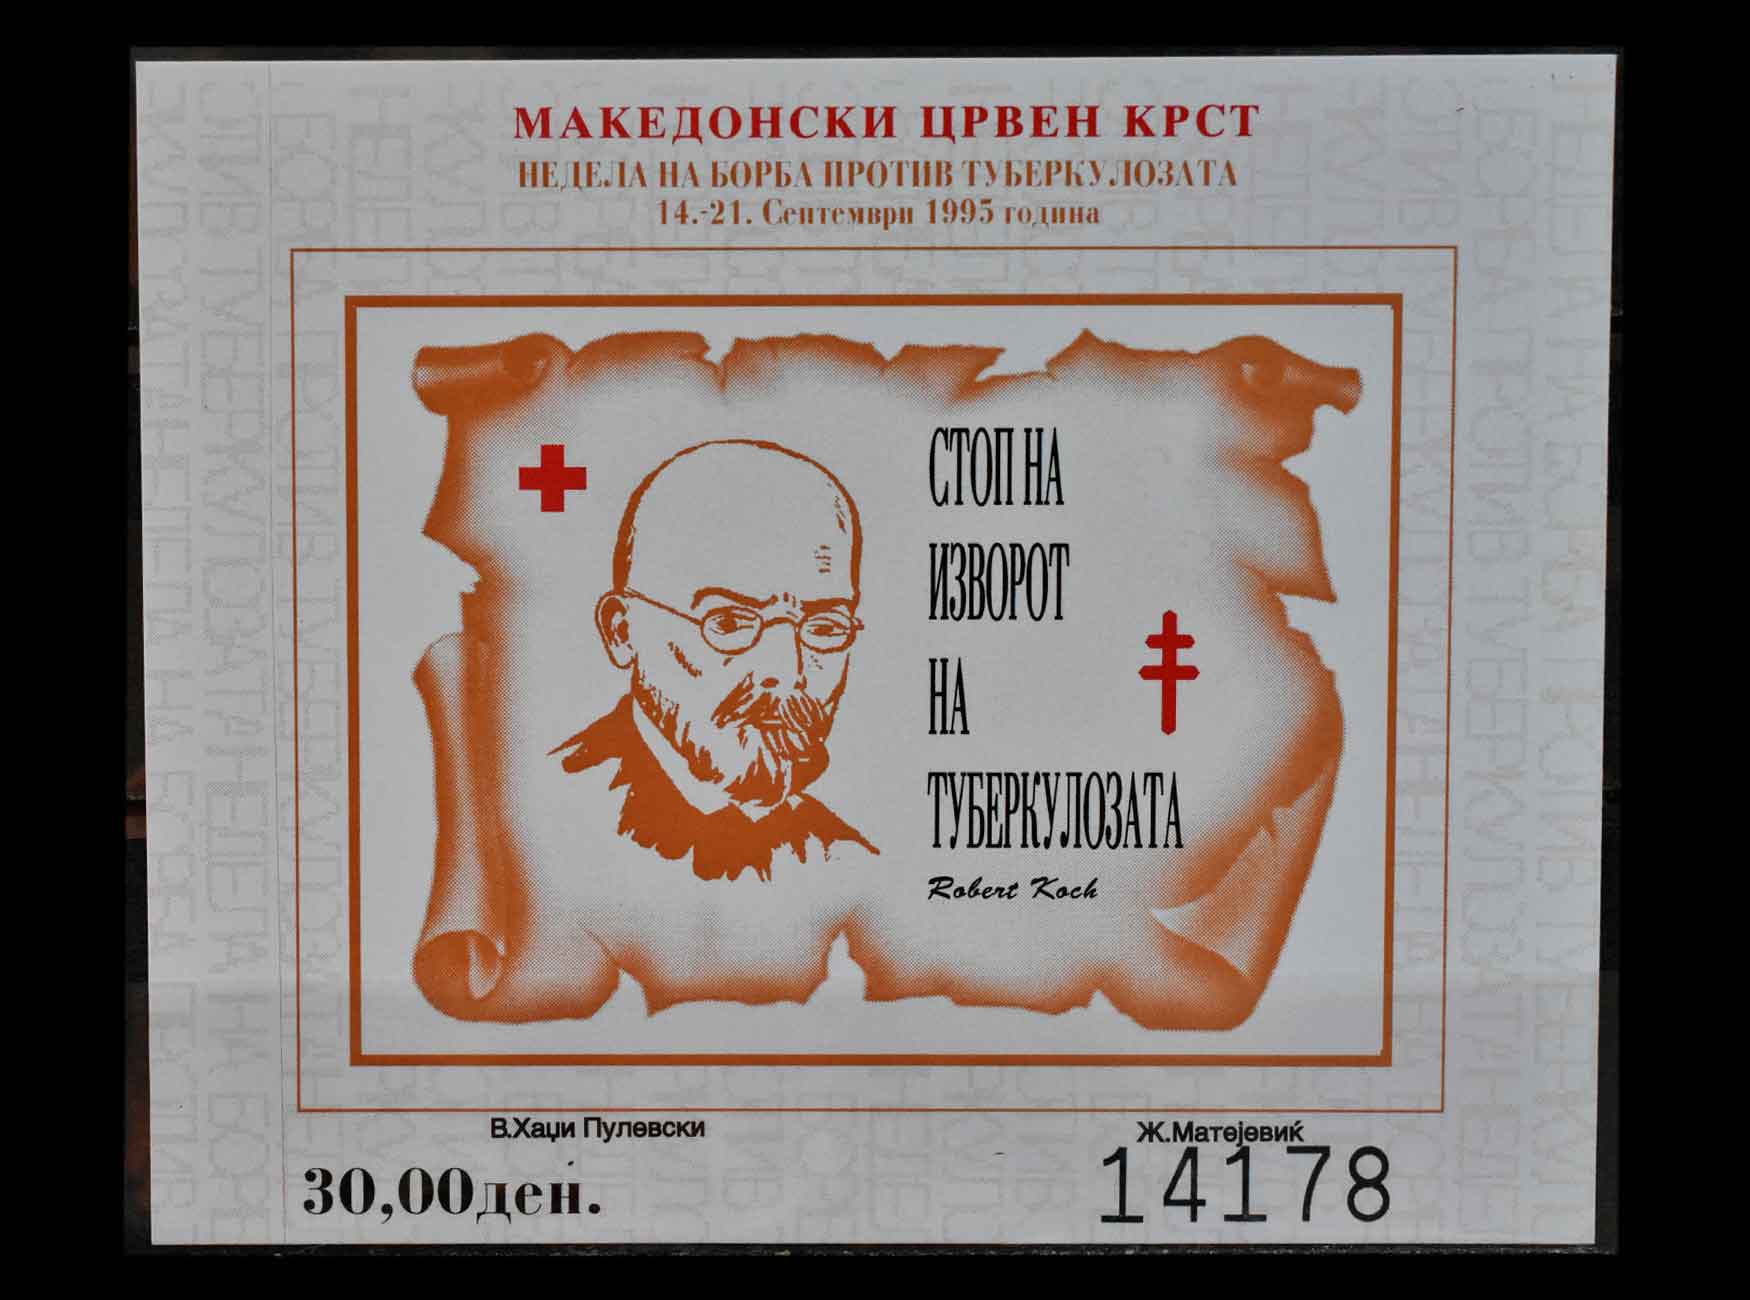 МАКЕДОНСКИ ЦРВЕН КРСТ
НЕДЕЛА НА БОРБА ПРОТИВ ТУБЕРКУЛОЗАТА
14.-21. Септември 1995 година
СТОП НА
ИЗВОРОТ
НА
ТУБЕРКУЛОЗАТА
Robert Koch
В.Хаџи Пулевски
Ж.Матејевиќ
30,00ден.
14178